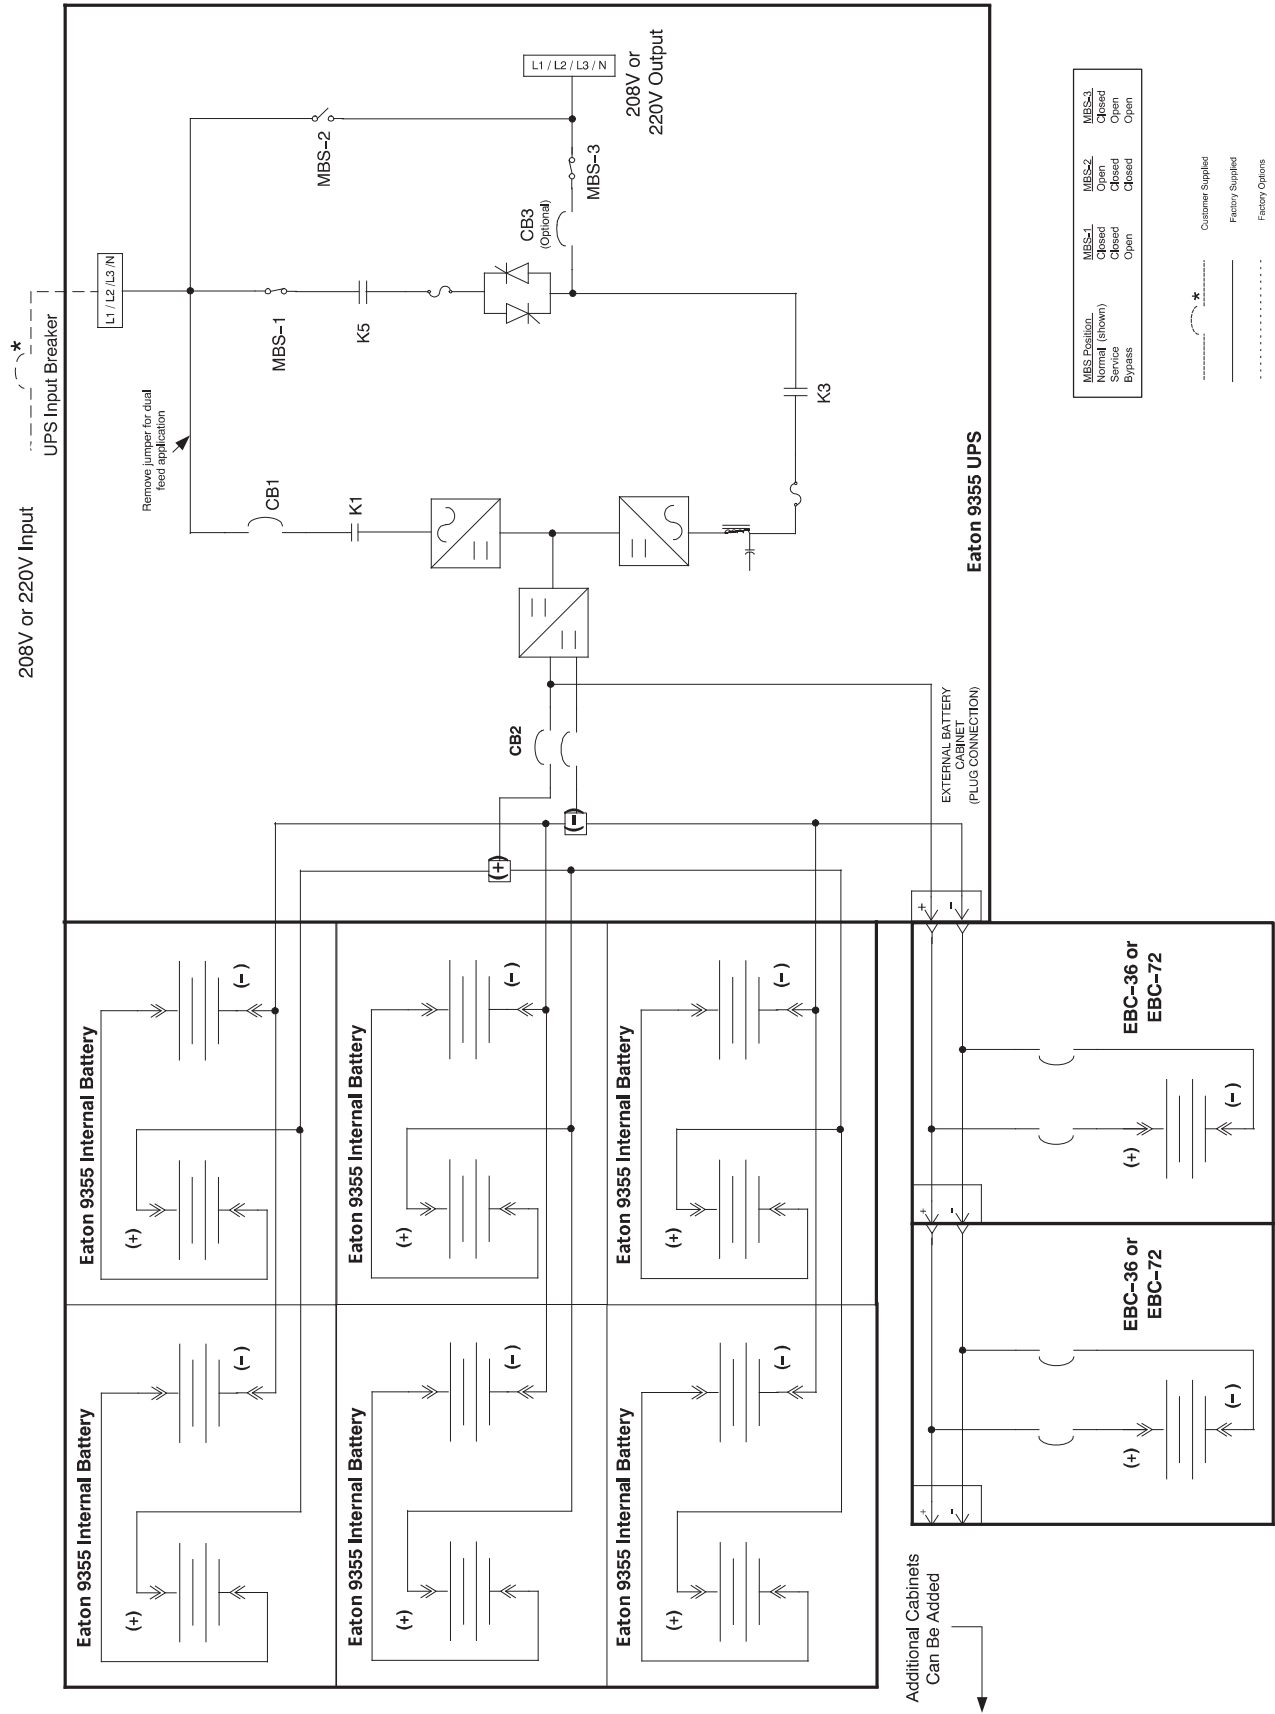 208V or 220V Input
UPS Input Breaker
*
L1 / L2 /L3 /N
Remove jumper for dual
feed application
CB1
K1
MBS-1
K5
MBS-2
L1 / L2 / L3 / N
208V or
220V Output
MBS-3
CB3
(Optional)
K3
Eaton 9355 UPS
CB2
+
-
EXTERNAL BATTERY
CABINET
(PLUG CONNECTION)
+
-
Eaton 9355 Internal Battery
(+)
(-)
Eaton 9355 Internal Battery
(+)
(-)
Eaton 9355 Internal Battery
(+)
(-)
Eaton 9355 Internal Battery
(+)
(-)
Eaton 9355 Internal Battery
(+)
(-)
Eaton 9355 Internal Battery
(+)
(-)
EBC-36 or
EBC-72
(+)
(-)
+
-
EBC-36 or
EBC-72
(+)
(-)
+
-
Additional Cabinets
Can Be Added
MBS Position MBS-1 MBS-2 MBS-3
Normal (shown) Closed Open Closed
Service Closed Closed Open
Bypass Open Closed Open
*
Customer Supplied
Factory Supplied
Factory Options